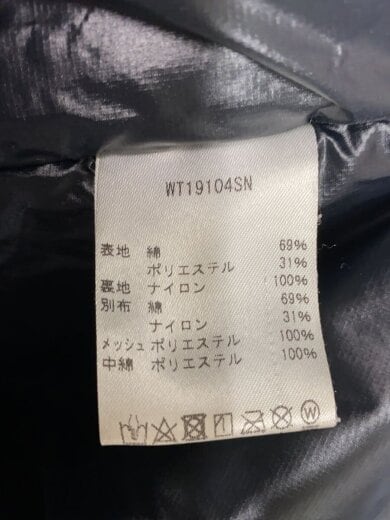 WT19104SN
表地 綿 69%
ポリエステル 31%
裏地 ナイロン 100%
別布 綿 69%
ナイロン 31%
メッシュ ポリエステル 100%
中綿 ポリエステル 100%
W